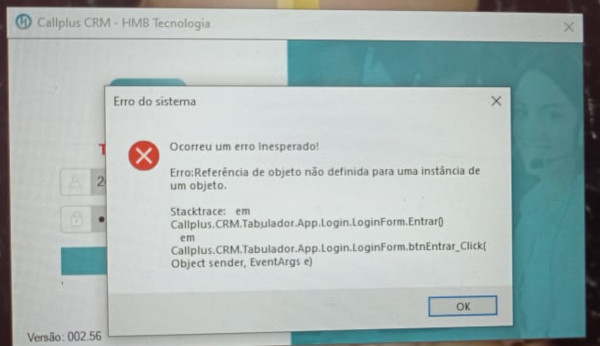 Callplus CRM - HMB Tecnologia
Erro do sistema
Ocorreu um erro inesperado!
Erro:Referência de objeto não definida para uma instância de
um objeto.
Stacktrace: em
Callplus.CRM.Tabulador.App.Login.LoginForm.Entrar()
em
Callplus.CRM.Tabulador.App.Login.LoginForm.btnEntrar_Click(
Object sender, EventArgs e)
T
2
OK
Versão: 002.56